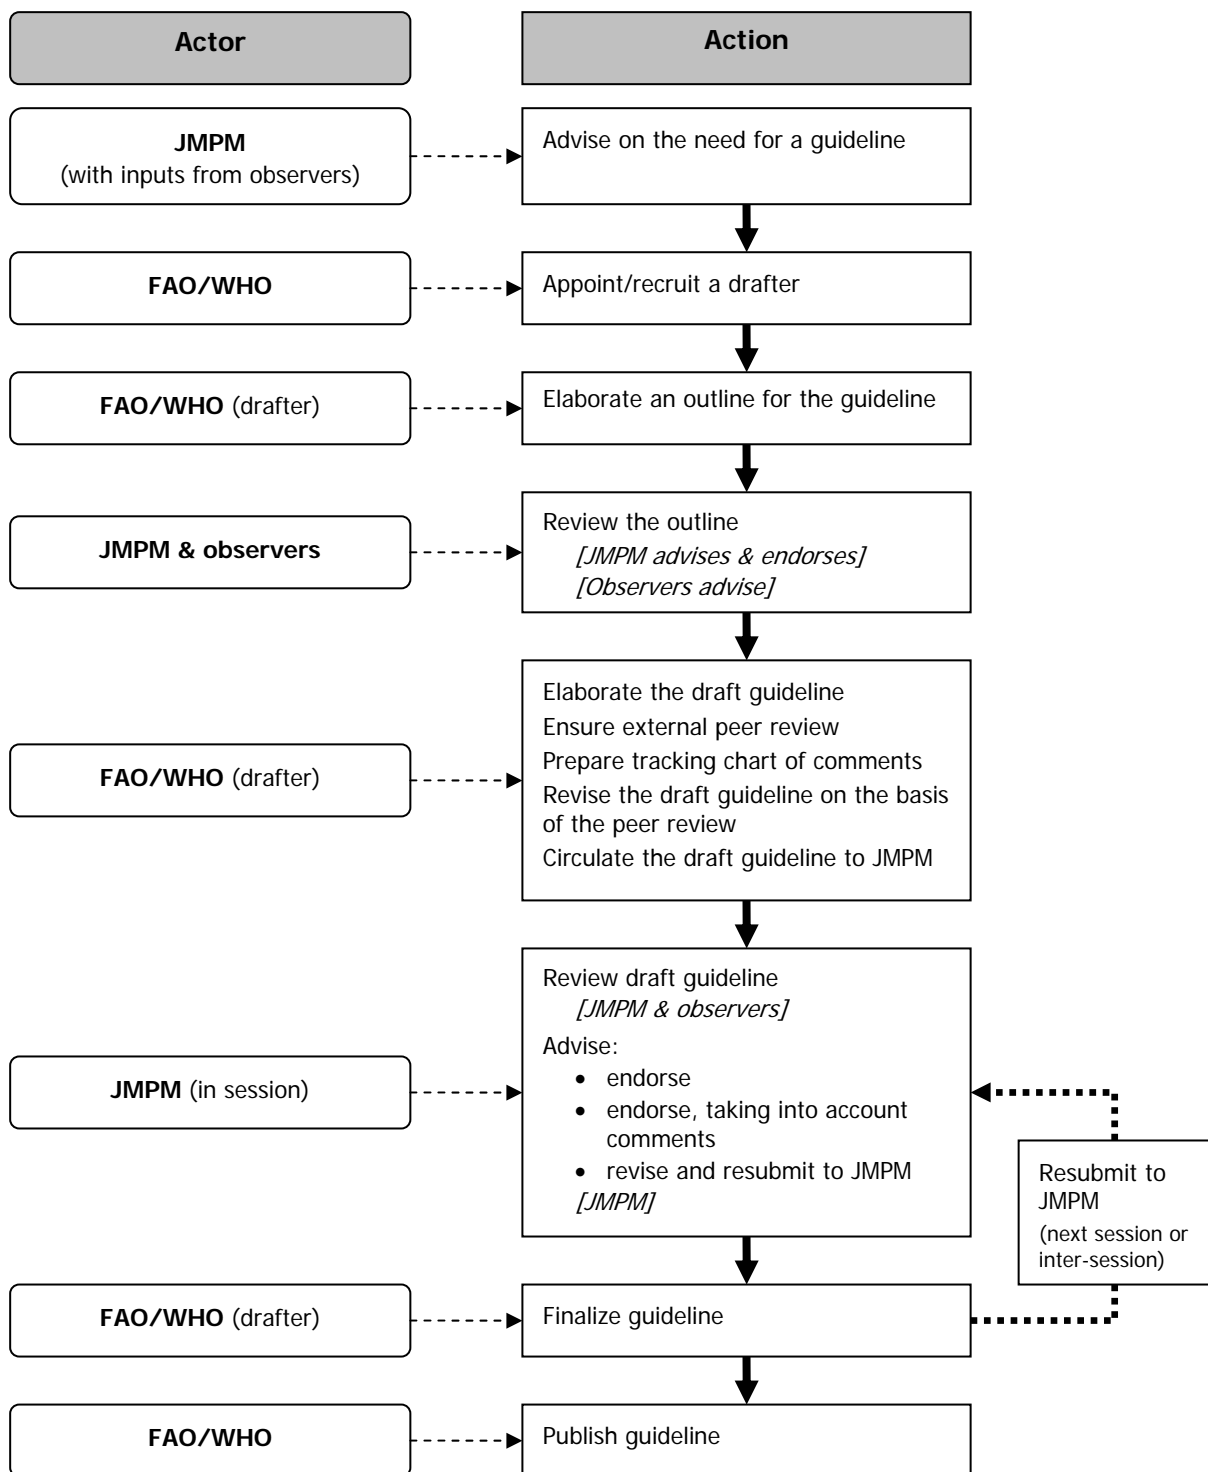 Actor
Action
JMPM
(with inputs from observers)
Advise on the need for a guideline
FAO/WHO
Appoint/recruit a drafter
FAO/WHO (drafter)
Elaborate an outline for the guideline
JMPM & observers
Review the outline
[JMPM advises & endorses]
[Observers advise]
FAO/WHO (drafter)
Elaborate the draft guideline
Ensure external peer review
Prepare tracking chart of comments
Revise the draft guideline on the basis
of the peer review
Circulate the draft guideline to JMPM
JMPM (in session)
Review draft guideline
[JMPM & observers]
Advise:
• endorse
• endorse, taking into account
comments
• revise and resubmit to JMPM
[JMPM]
Resubmit to
JMPM
(next session or
inter-session)
FAO/WHO (drafter)
Finalize guideline
FAO/WHO
Publish guideline